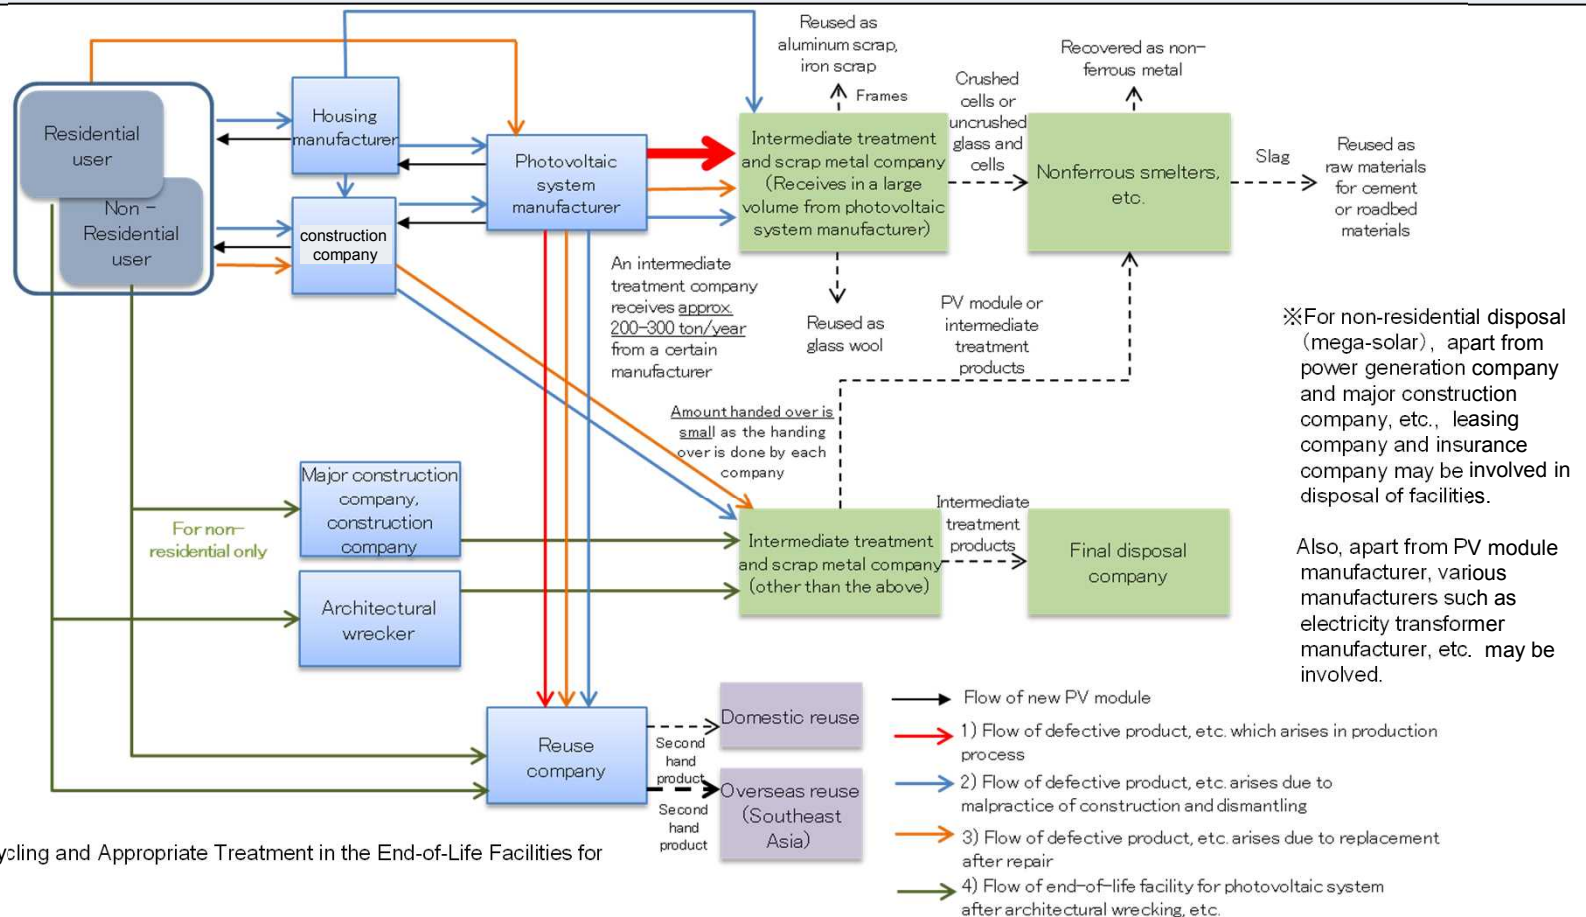 Residential
user
Non -
Residential
user
Housing
manufacturer
construction
company
Photovoltaic
system
manufacturer
Reused as
aluminum scrap,
iron scrap
Frames
Intermediate treatment
and scrap metal company
(Receives in a large
volume from photovoltaic
system manufacturer)
Crushed
cells or
uncrushed
glass and
cells
Recovered as non-
ferrous metal
Nonferrous smelters,
etc.
Slag
Reused as
raw materials
for cement
or roadbed
materials
An intermediate
treatment company
receives approx.
200-300 ton/year
from a certain
manufacturer
Reused as
glass wool
PV module or
intermediate
treatment
products
Amount handed over is
small as the handing
over is done by each
company
※For non-residential disposal
(mega-solar), apart from
power generation company
and major construction
company, etc., leasing
company and insurance
company may be involved in
disposal of facilities.
Also, apart from PV module
manufacturer, various
manufacturers such as
electricity transformer
manufacturer, etc. may be
involved.
For non-
residential only
Major construction
company,
construction
company
Architectural
wrecker
Intermediate treatment
and scrap metal company
(other than the above)
Intermediate
treatment
products
Final disposal
company
Reuse
company
Second
hand
product
Second
hand
product
Domestic reuse
Overseas reuse
(Southeast
Asia)
Flow of new PV module
1) Flow of defective product, etc. which arises in production
process
2) Flow of defective product, etc. arises due to
malpractice of construction and dismantling
3) Flow of defective product, etc. arises due to replacement
after repair
4) Flow of end-of-life facility for photovoltaic system
after architectural wrecking, etc.
ycling and Appropriate Treatment in the End-of-Life Facilities for